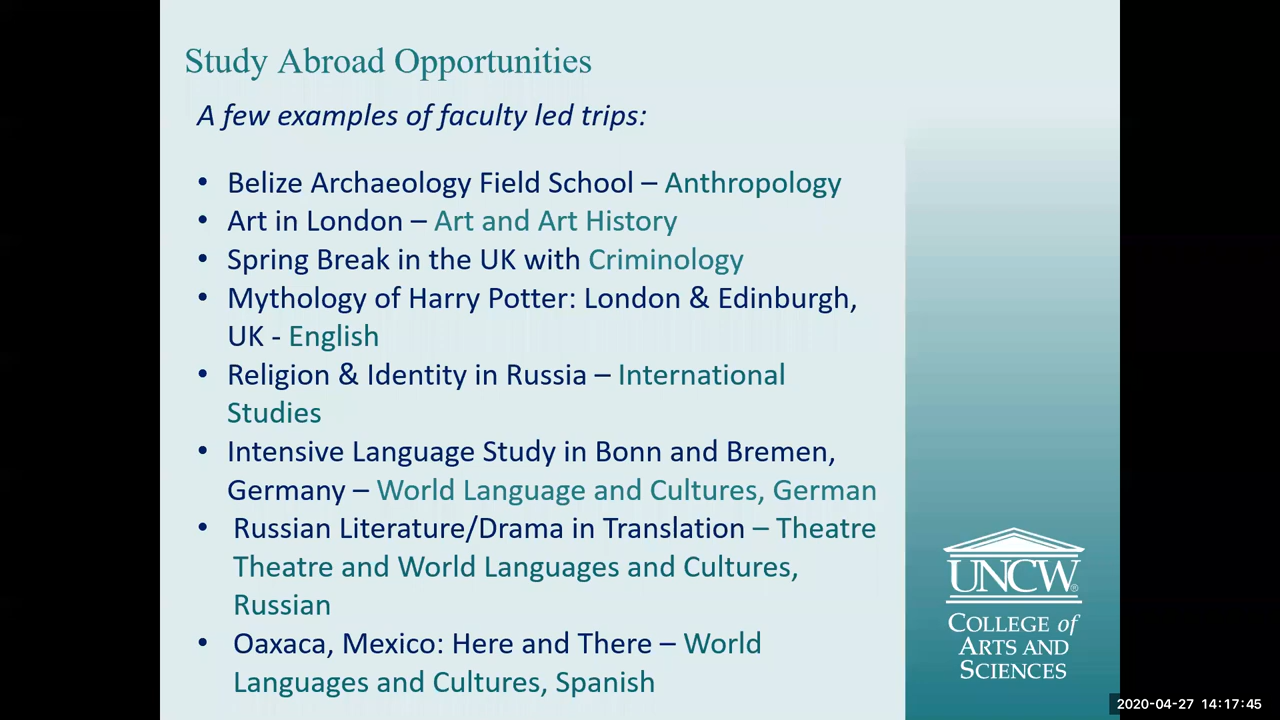 Study Abroad Opportunities
A few examples of faculty led trips:
• Belize Archaeology Field School – Anthropology
• Art in London – Art and Art History
• Spring Break in the UK with Criminology
• Mythology of Harry Potter: London & Edinburgh,
UK - English
• Religion & Identity in Russia – International
Studies
• Intensive Language Study in Bonn and Bremen,
Germany – World Language and Cultures, German
• Russian Literature/Drama in Translation – Theatre
Theatre and World Languages and Cultures,
Russian
• Oaxaca, Mexico: Here and There – World
Languages and Cultures, Spanish
UNCW®
COLLEGE of
ARTS AND
SCIENCES
2020-04-27 14:17:45